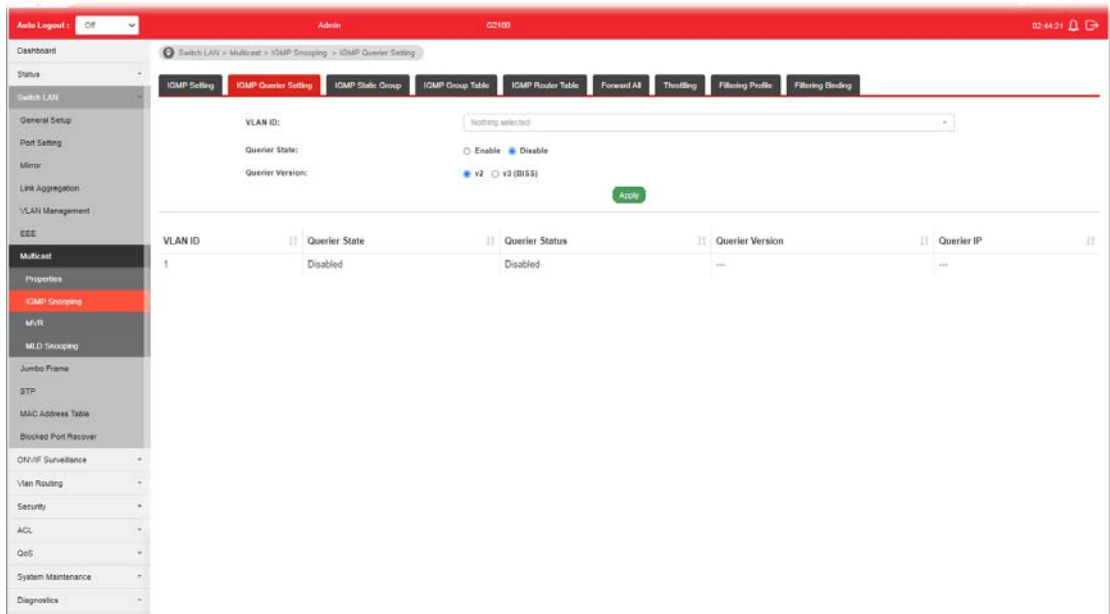 Auto Logout : Off Admin G2100 02:44:21
Dashboard
Status
Switch LAN
General Setup
Port Setting
Mirror
Link Aggregation
VLAN Management
EEE
Multicast
Properties
IGMP Snooping
MVR
MLD Snooping
Jumbo Frame
STP
MAC Address Table
Blocked Port Recover
ONVIF Surveillance
Vlan Routing
Security
ACL
QoS
System Maintenance
Diagnostics
Switch LAN > Multicast > IGMP Snooping > IGMP Querier Setting
IGMP Setting IGMP Querier Setting IGMP Static Group IGMP Group Table IGMP Router Table Forward All Throttling Filtering Profile Filtering Binding
VLAN ID: Nothing selected
Querier State: Enable Disable
Querier Version: v2 v3 (BISS)
Apply
VLAN ID Querier State Querier Status Querier Version Querier IP
1 Disabled Disabled --- ---